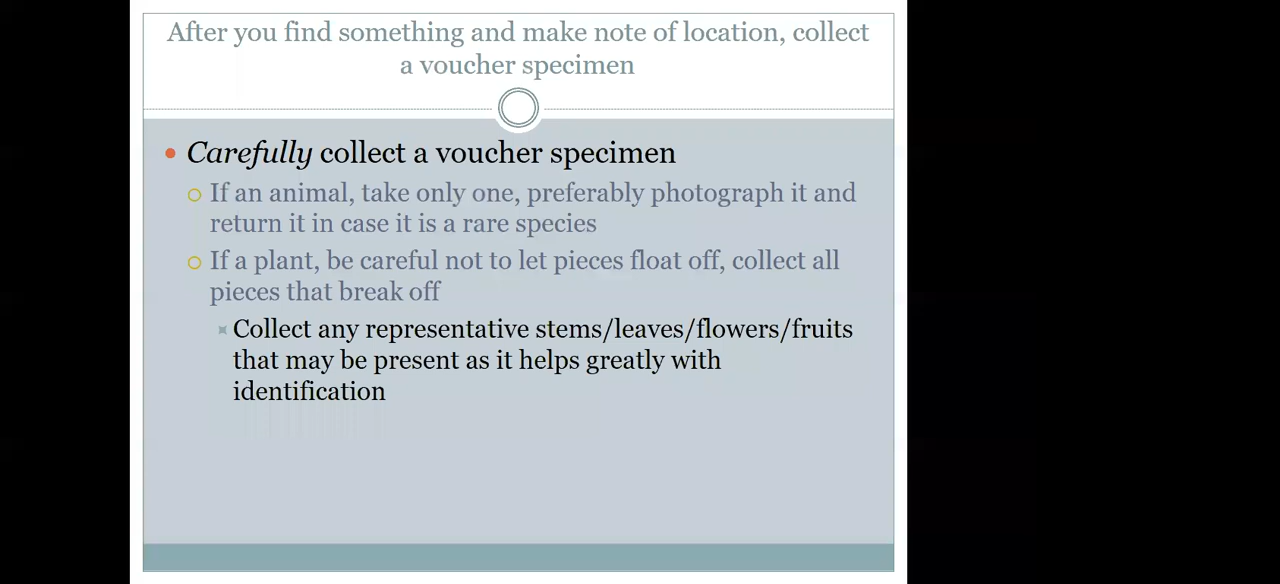 After you find something and make note of location, collect
a voucher specimen
Carefully collect a voucher specimen
If an animal, take only one, preferably photograph it and
return it in case it is a rare species
If a plant, be careful not to let pieces float off, collect all
pieces that break off
Collect any representative stems/leaves/flowers/fruits
that may be present as it helps greatly with
identification